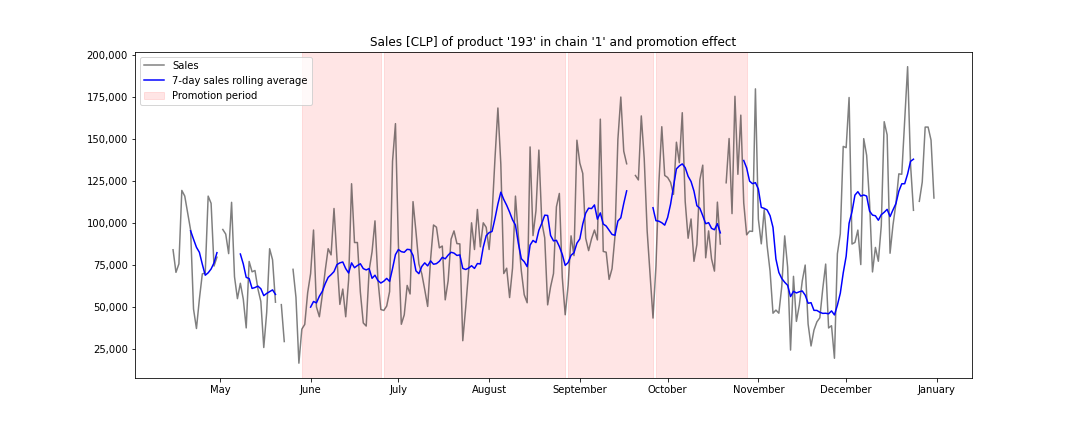 Sales [CLP] of product '193' in chain '1' and promotion effect
200,000
175,000
150,000
125,000
100,000
75,000
50,000
25,000
Sales
7-day sales rolling average
Promotion period
May
June
July
August
September
October
November
December
January